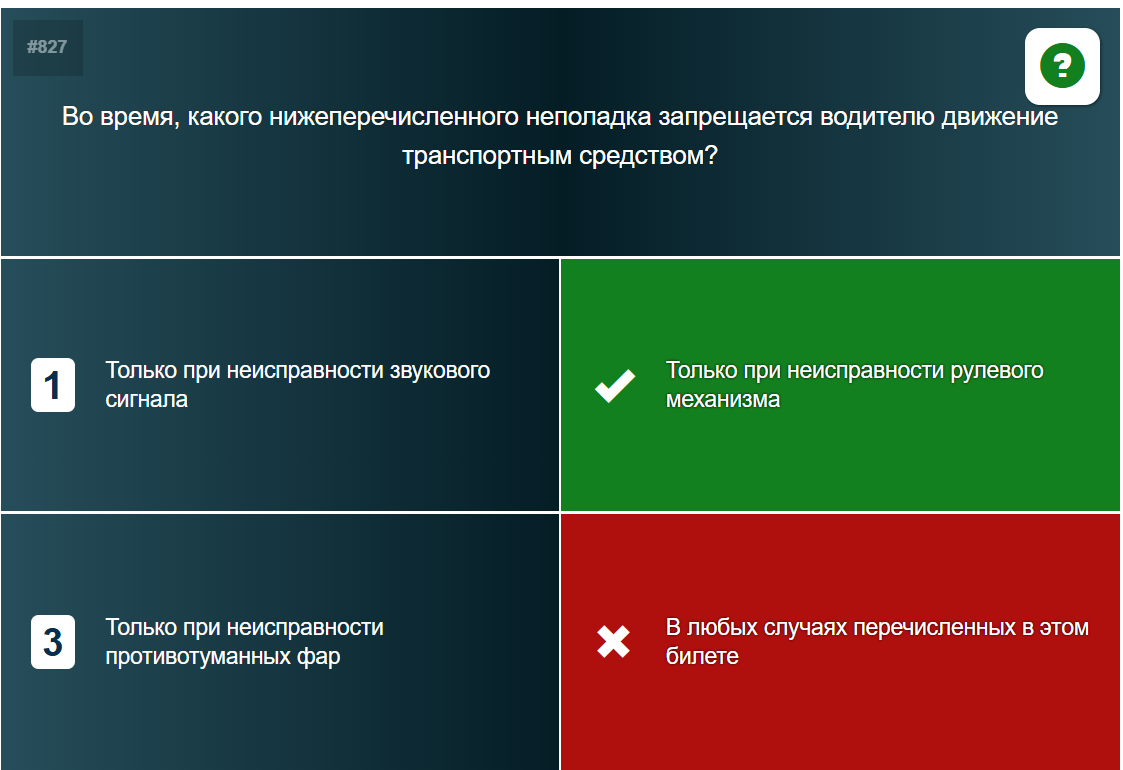 #827
?
Во время, какого нижеперечисленного неполадка запрещается водителю движение
транспортным средством?
1
Только при неисправности звукового
сигнала
Только при неисправности рулевого
механизма
3
Только при неисправности
противотуманных фар
В любых случаях перечисленных в этом
билете